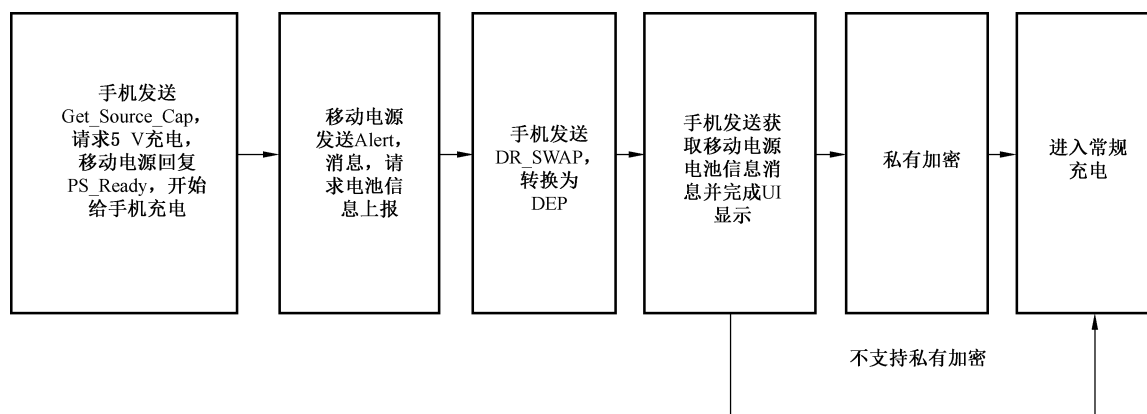 手机发送
Get_Source_Cap，
请求5 V充电，
移动电源回复
PS_Ready，开始
给手机充电
移动电源
发送Alert，
消息，请
求电池信
息上报
手机发送
DR_SWAP，
转换为
DEP
手机发送获
取移动电源
电池信息消
息并完成UI
显示
私有加密
进入常规
充电
不支持私有加密